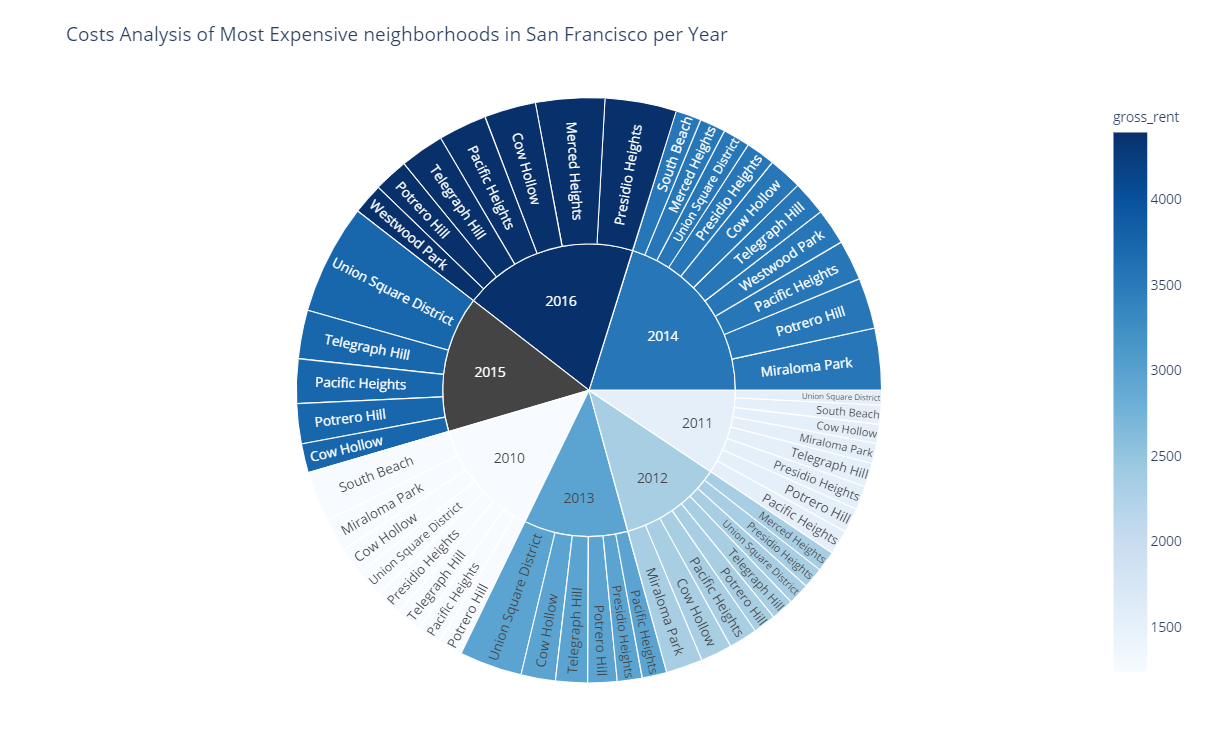 Costs Analysis of Most Expensive neighborhoods in San Francisco per Year
gross_rent
4000
3500
3000
2500
2000
1500
2016
Presidio Heights
Merced Heights
Cow Hollow
Pacific Heights
Telegraph Hill
Potrero Hill
Westwood Park
2014
South Beach
Merced Heights
Union Square District
Presidio Heights
Cow Hollow
Telegraph Hill
Westwood Park
Pacific Heights
Potrero Hill
Miraloma Park
2015
Union Square District
Telegraph Hill
Pacific Heights
Potrero Hill
Cow Hollow
2011
Union Square District
South Beach
Cow Hollow
Miraloma Park
Telegraph Hill
Presidio Heights
Potrero Hill
Pacific Heights
2010
South Beach
Miraloma Park
Cow Hollow
Union Square District
Presidio Heights
Telegraph Hill
Pacific Heights
Potrero Hill
2012
Merced Heights
Presidio Heights
Union Square District
Telegraph Hill
Potrero Hill
Pacific Heights
Cow Hollow
Miraloma Park
2013
Union Square District
Cow Hollow
Telegraph Hill
Potrero Hill
Presidio Heights
Pacific Heights